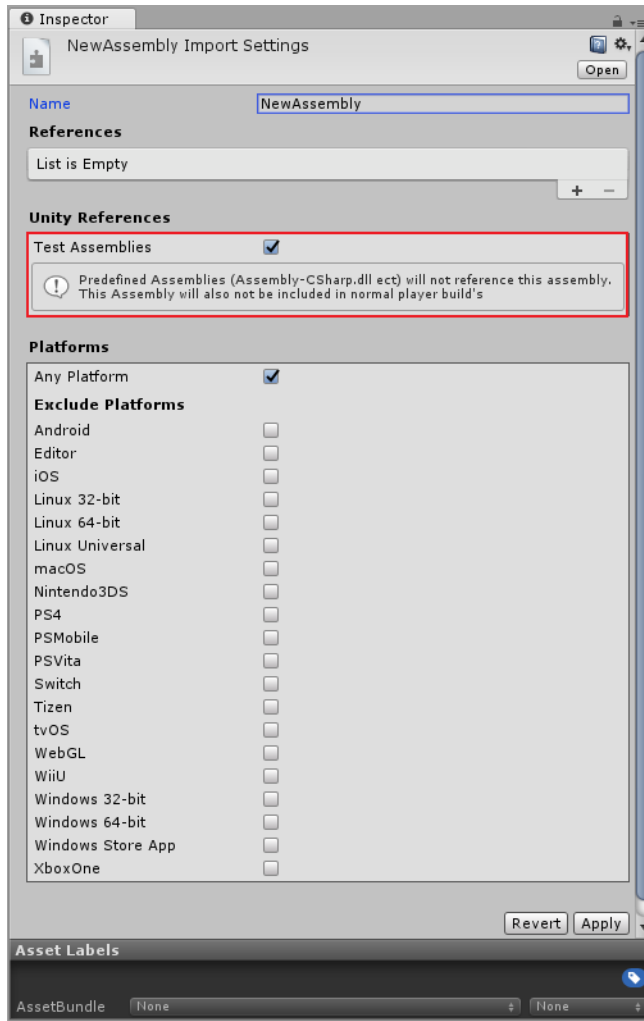 Inspector
NewAssembly Import Settings
Open
Name NewAssembly
References
List is Empty
+ −
Unity References
Test Assemblies
Predefined Assemblies (Assembly-CSharp.dll ect) will not reference this assembly.
This Assembly will also not be included in normal player build's
Platforms
Any Platform
Exclude Platforms
Android
Editor
iOS
Linux 32-bit
Linux 64-bit
Linux Universal
macOS
Nintendo3DS
PS4
PSMobile
PSVita
Switch
Tizen
tvOS
WebGL
WiiU
Windows 32-bit
Windows 64-bit
Windows Store App
XboxOne
Revert Apply
Asset Labels
AssetBundle None None